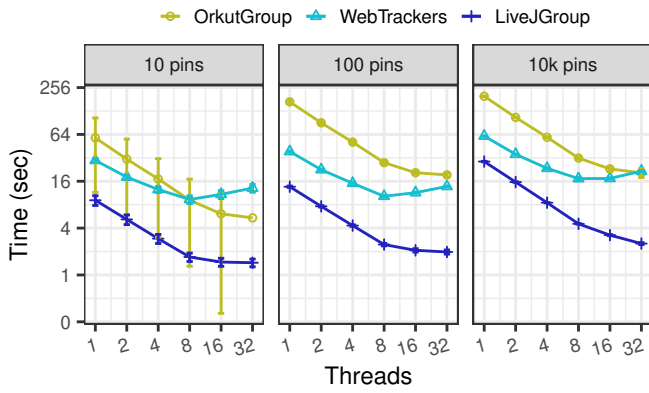 OrkutGroup WebTrackers LiveJGroup
10 pins 100 pins 10k pins
Time (sec)
256
64
16
4
1
0
1 2 4 8 16 32 1 2 4 8 16 32 1 2 4 8 16 32
Threads